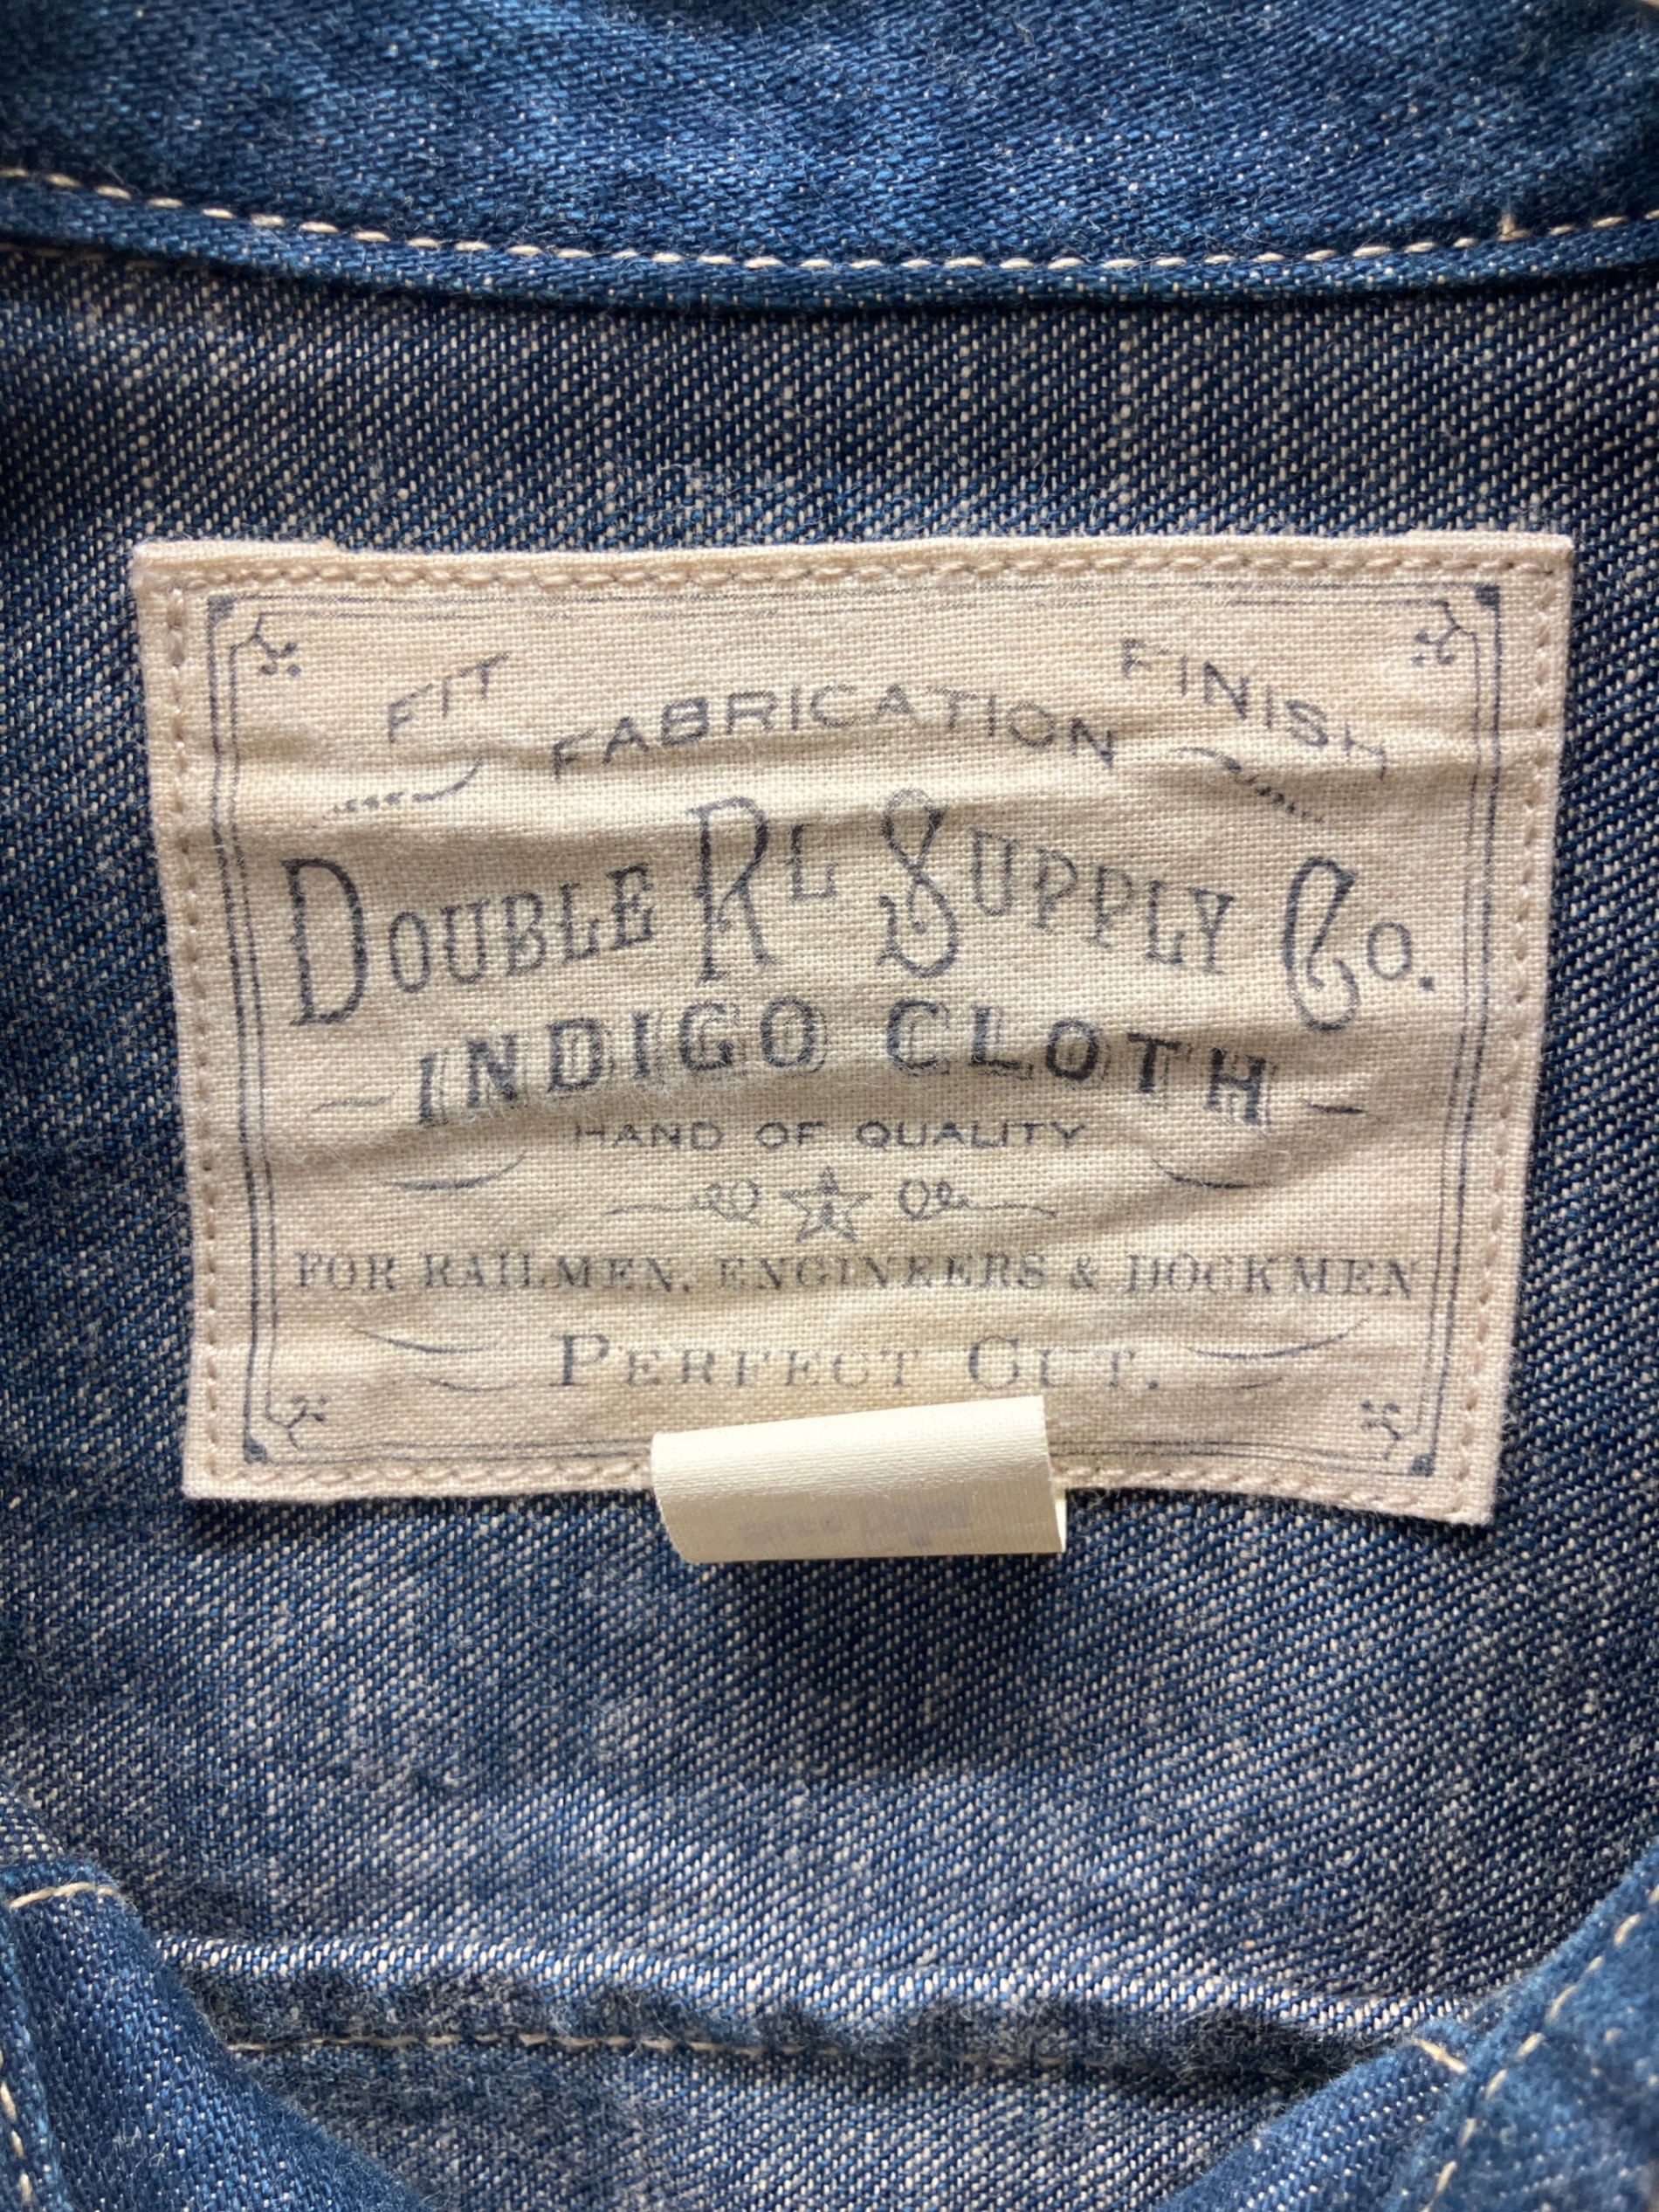 FIT FABRICATION FINISH
DOUBLE RL SUPPLY CO.
INDIGO CLOTH
HAND OF QUALITY
FOR RAILMEN, ENGINEERS & DOCKMEN
PERFECT CUT.